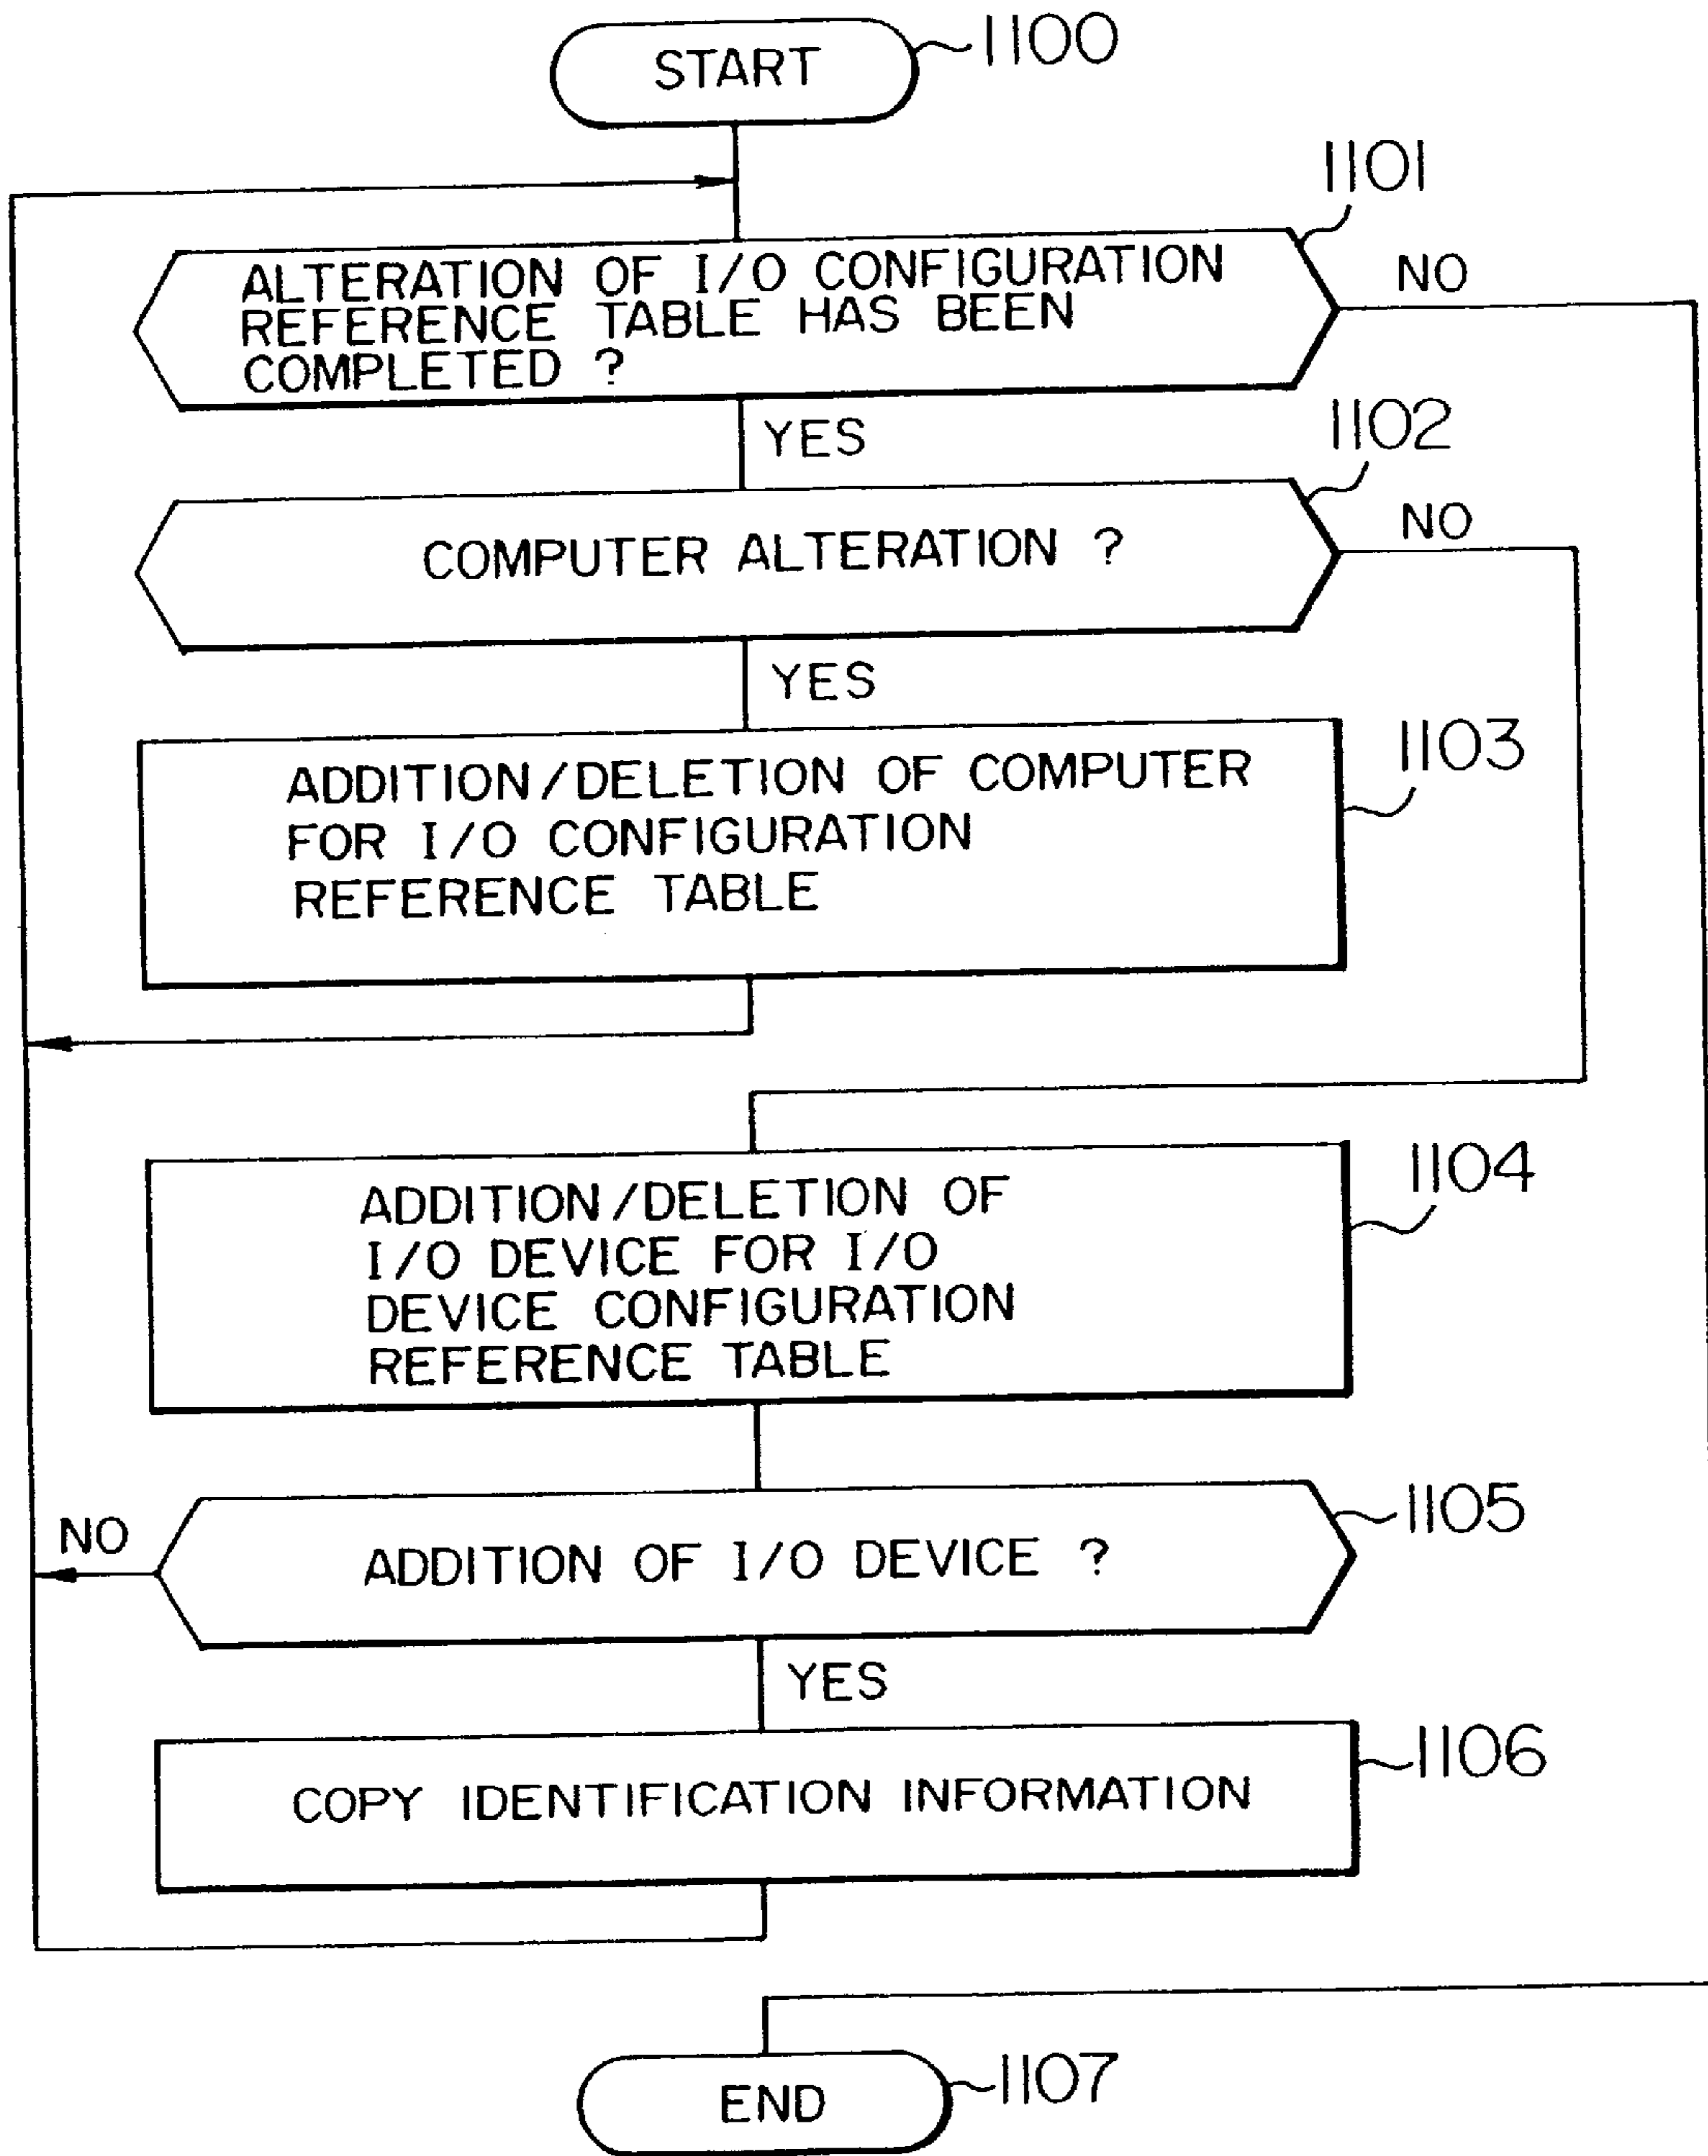 START
1100
1101
ALTERATION OF I/O CONFIGURATION
REFERENCE TABLE HAS BEEN
COMPLETED ?
NO
YES
1102
COMPUTER ALTERATION ?
NO
YES
1103
ADDITION/DELETION OF COMPUTER
FOR I/O CONFIGURATION
REFERENCE TABLE
1104
ADDITION/DELETION OF
I/O DEVICE FOR I/O
DEVICE CONFIGURATION
REFERENCE TABLE
1105
NO
ADDITION OF I/O DEVICE ?
YES
1106
COPY IDENTIFICATION INFORMATION
END
1107